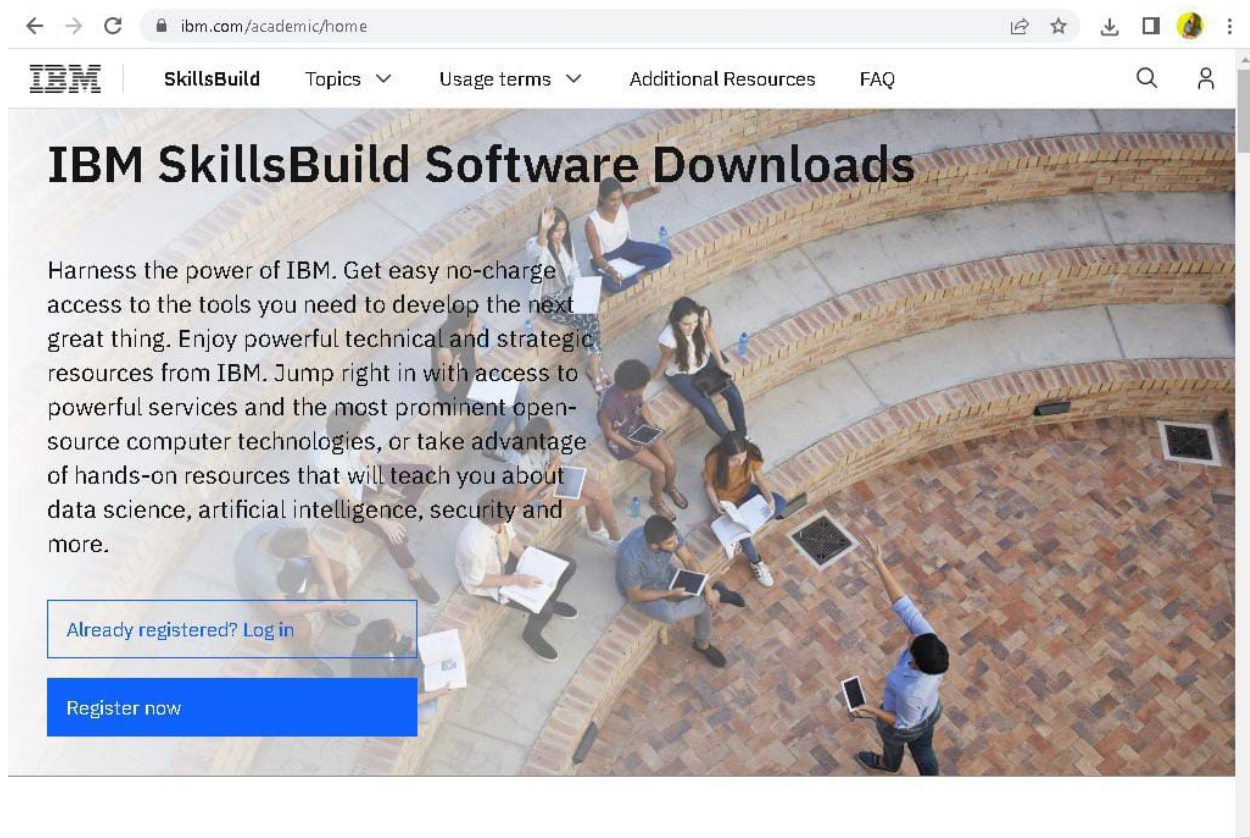 ibm.com/academic/home
IBM SkillsBuild Topics Usage terms Additional Resources FAQ
IBM SkillsBuild Software Downloads
Harness the power of IBM. Get easy no-charge
access to the tools you need to develop the next
great thing. Enjoy powerful technical and strategic
resources from IBM. Jump right in with access to
powerful services and the most prominent open-
source computer technologies, or take advantage
of hands-on resources that will teach you about
data science, artificial intelligence, security and
more.
Already registered? Log in
Register now